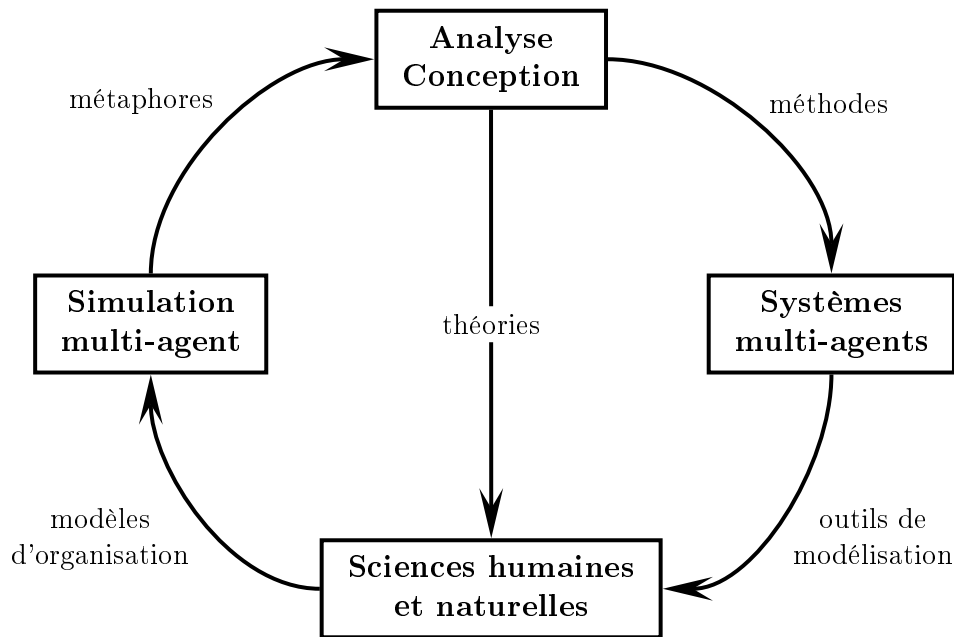 Analyse
Conception
métaphores
méthodes
Simulation
multi-agent
théories
Systèmes
multi-agents
modèles
d'organisation
outils de
modélisation
Sciences humaines
et naturelles